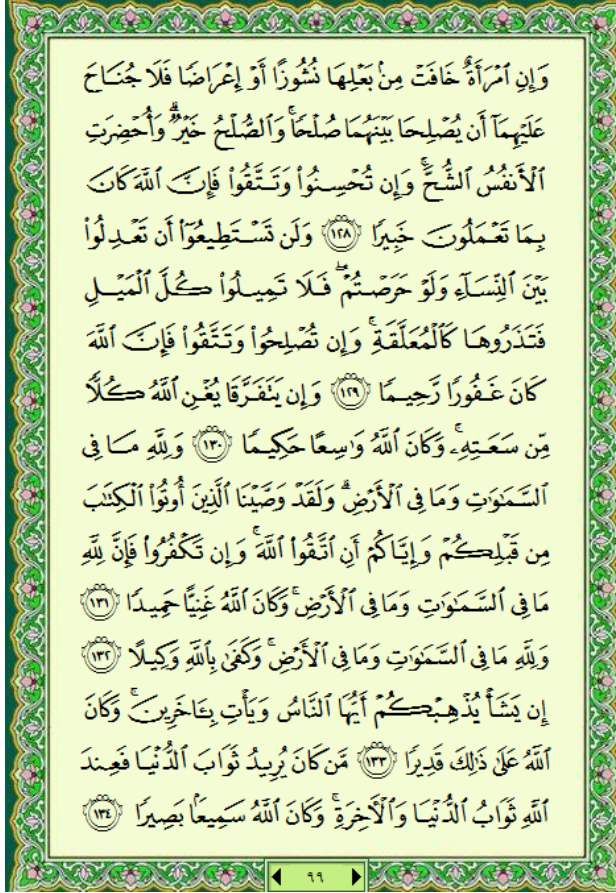 وَإِنِ ٱمْرَأَةٌ خَافَتْ مِنۢ بَعْلِهَا نُشُوزًا أَوْ إِعْرَاضًا فَلَا جُنَاحَ
عَلَيْهِمَآ أَن يُصْلِحَا بَيْنَهُمَا صُلْحًا ۚ وَٱلصُّلْحُ خَيْرٌ ۗ وَأُحْضِرَتِ
ٱلْأَنفُسُ ٱلشُّحَّ ۚ وَإِن تُحْسِنُوا۟ وَتَتَّقُوا۟ فَإِنَّ ٱللَّهَ كَانَ
بِمَا تَعْمَلُونَ خَبِيرًا ﴿١٢٨﴾ وَلَن تَسْتَطِيعُوٓا۟ أَن تَعْدِلُوا۟
بَيْنَ ٱلنِّسَآءِ وَلَوْ حَرَصْتُمْ ۖ فَلَا تَمِيلُوا۟ كُلَّ ٱلْمَيْلِ
فَتَذَرُوهَا كَٱلْمُعَلَّقَةِ ۚ وَإِن تُصْلِحُوا۟ وَتَتَّقُوا۟ فَإِنَّ ٱللَّهَ
كَانَ غَفُورًا رَّحِيمًا ﴿١٢٩﴾ وَإِن يَتَفَرَّقَا يُغْنِ ٱللَّهُ كُلًّا
مِّن سَعَتِهِۦ ۚ وَكَانَ ٱللَّهُ وَٰسِعًا حَكِيمًا ﴿١٣٠﴾ وَلِلَّهِ مَا فِى
ٱلسَّمَٰوَٰتِ وَمَا فِى ٱلْأَرْضِ ۗ وَلَقَدْ وَصَّيْنَا ٱلَّذِينَ أُوتُوا۟ ٱلْكِتَٰبَ
مِن قَبْلِكُمْ وَإِيَّاكُمْ أَنِ ٱتَّقُوا۟ ٱللَّهَ ۚ وَإِن تَكْفُرُوا۟ فَإِنَّ لِلَّهِ
مَا فِى ٱلسَّمَٰوَٰتِ وَمَا فِى ٱلْأَرْضِ ۚ وَكَانَ ٱللَّهُ غَنِيًّا حَمِيدًا ﴿١٣١﴾
وَلِلَّهِ مَا فِى ٱلسَّمَٰوَٰتِ وَمَا فِى ٱلْأَرْضِ ۚ وَكَفَىٰ بِٱللَّهِ وَكِيلًا ﴿١٣٢﴾
إِن يَشَأْ يُذْهِبْكُمْ أَيُّهَا ٱلنَّاسُ وَيَأْتِ بِـَٔاخَرِينَ ۚ وَكَانَ
ٱللَّهُ عَلَىٰ ذَٰلِكَ قَدِيرًا ﴿١٣٣﴾ مَّن كَانَ يُرِيدُ ثَوَابَ ٱلدُّنْيَا فَعِندَ
ٱللَّهِ ثَوَابُ ٱلدُّنْيَا وَٱلْأَخِرَةِ ۚ وَكَانَ ٱللَّهُ سَمِيعًۢا بَصِيرًا ﴿١٣٤﴾
٩٩